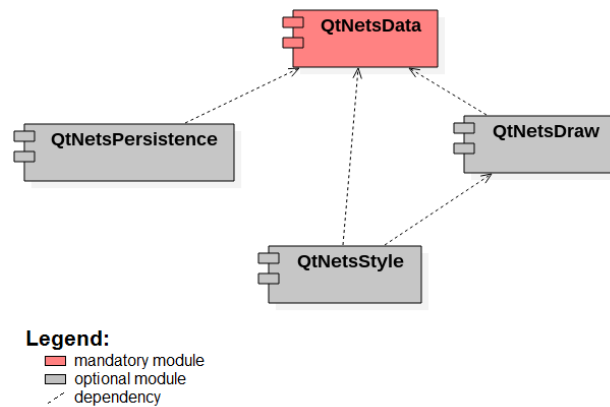 QtNetsData
QtNetsPersistence
QtNetsDraw
QtNetsStyle
Legend:
mandatory module
optional module
dependency